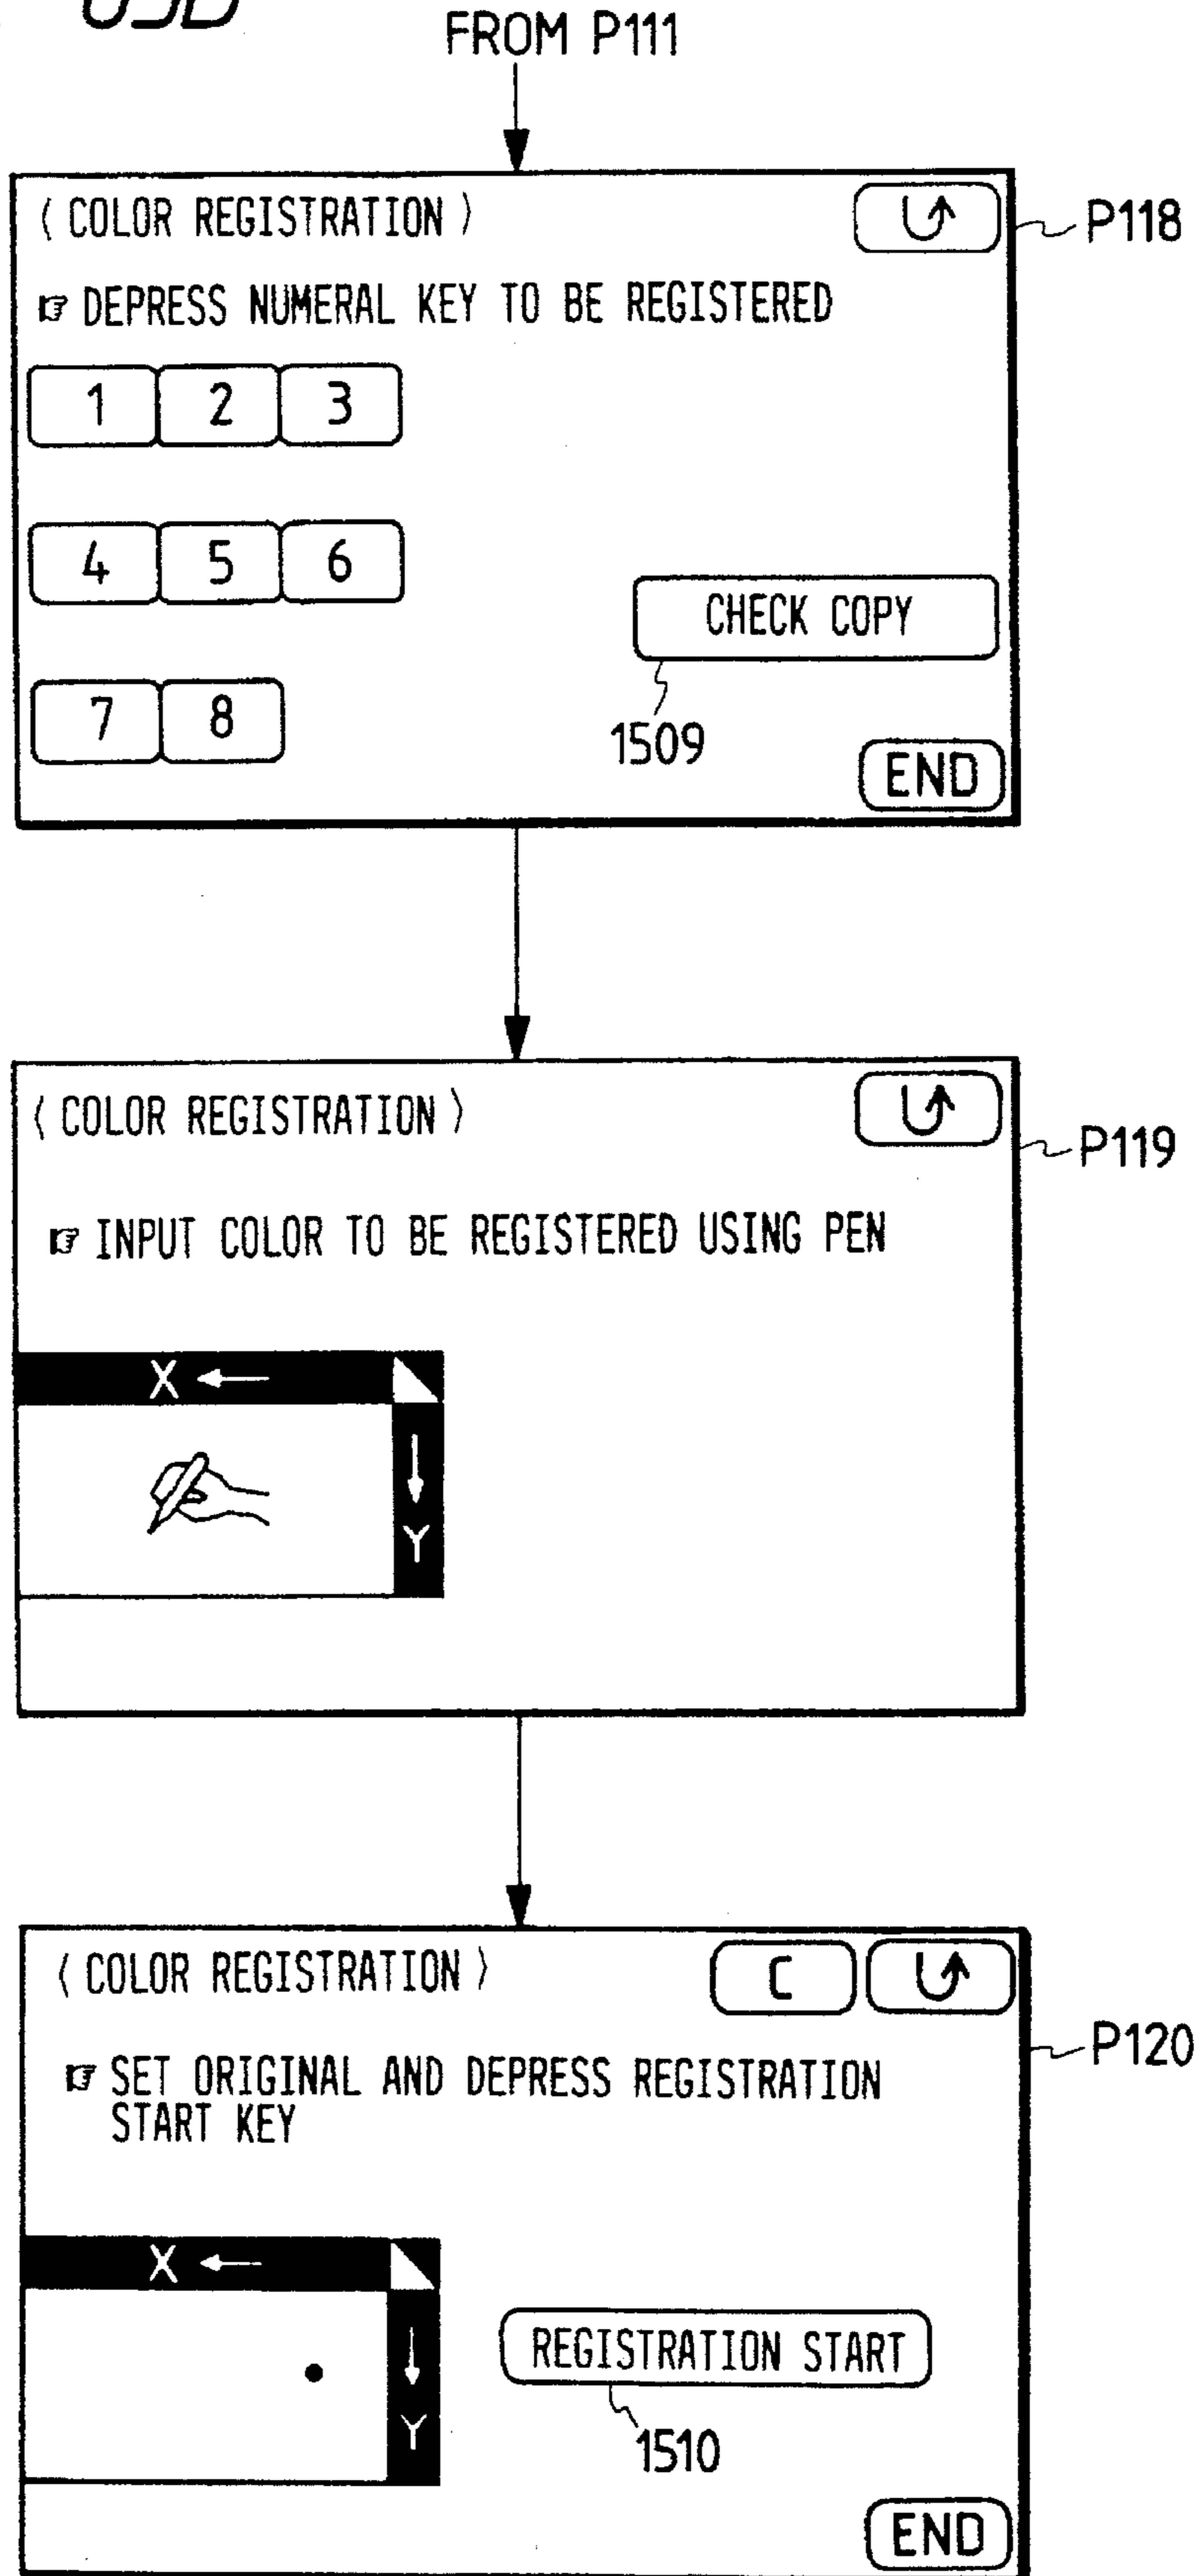 FROM P111
⟨ COLOR REGISTRATION ⟩
P118
☞ DEPRESS NUMERAL KEY TO BE REGISTERED
1 2 3
4 5 6
CHECK COPY
1509
7 8
END
⟨ COLOR REGISTRATION ⟩
P119
☞ INPUT COLOR TO BE REGISTERED USING PEN
X ←
↓
Y
⟨ COLOR REGISTRATION ⟩
C
P120
☞ SET ORIGINAL AND DEPRESS REGISTRATION
START KEY
X ←
↓
Y
REGISTRATION START
1510
END